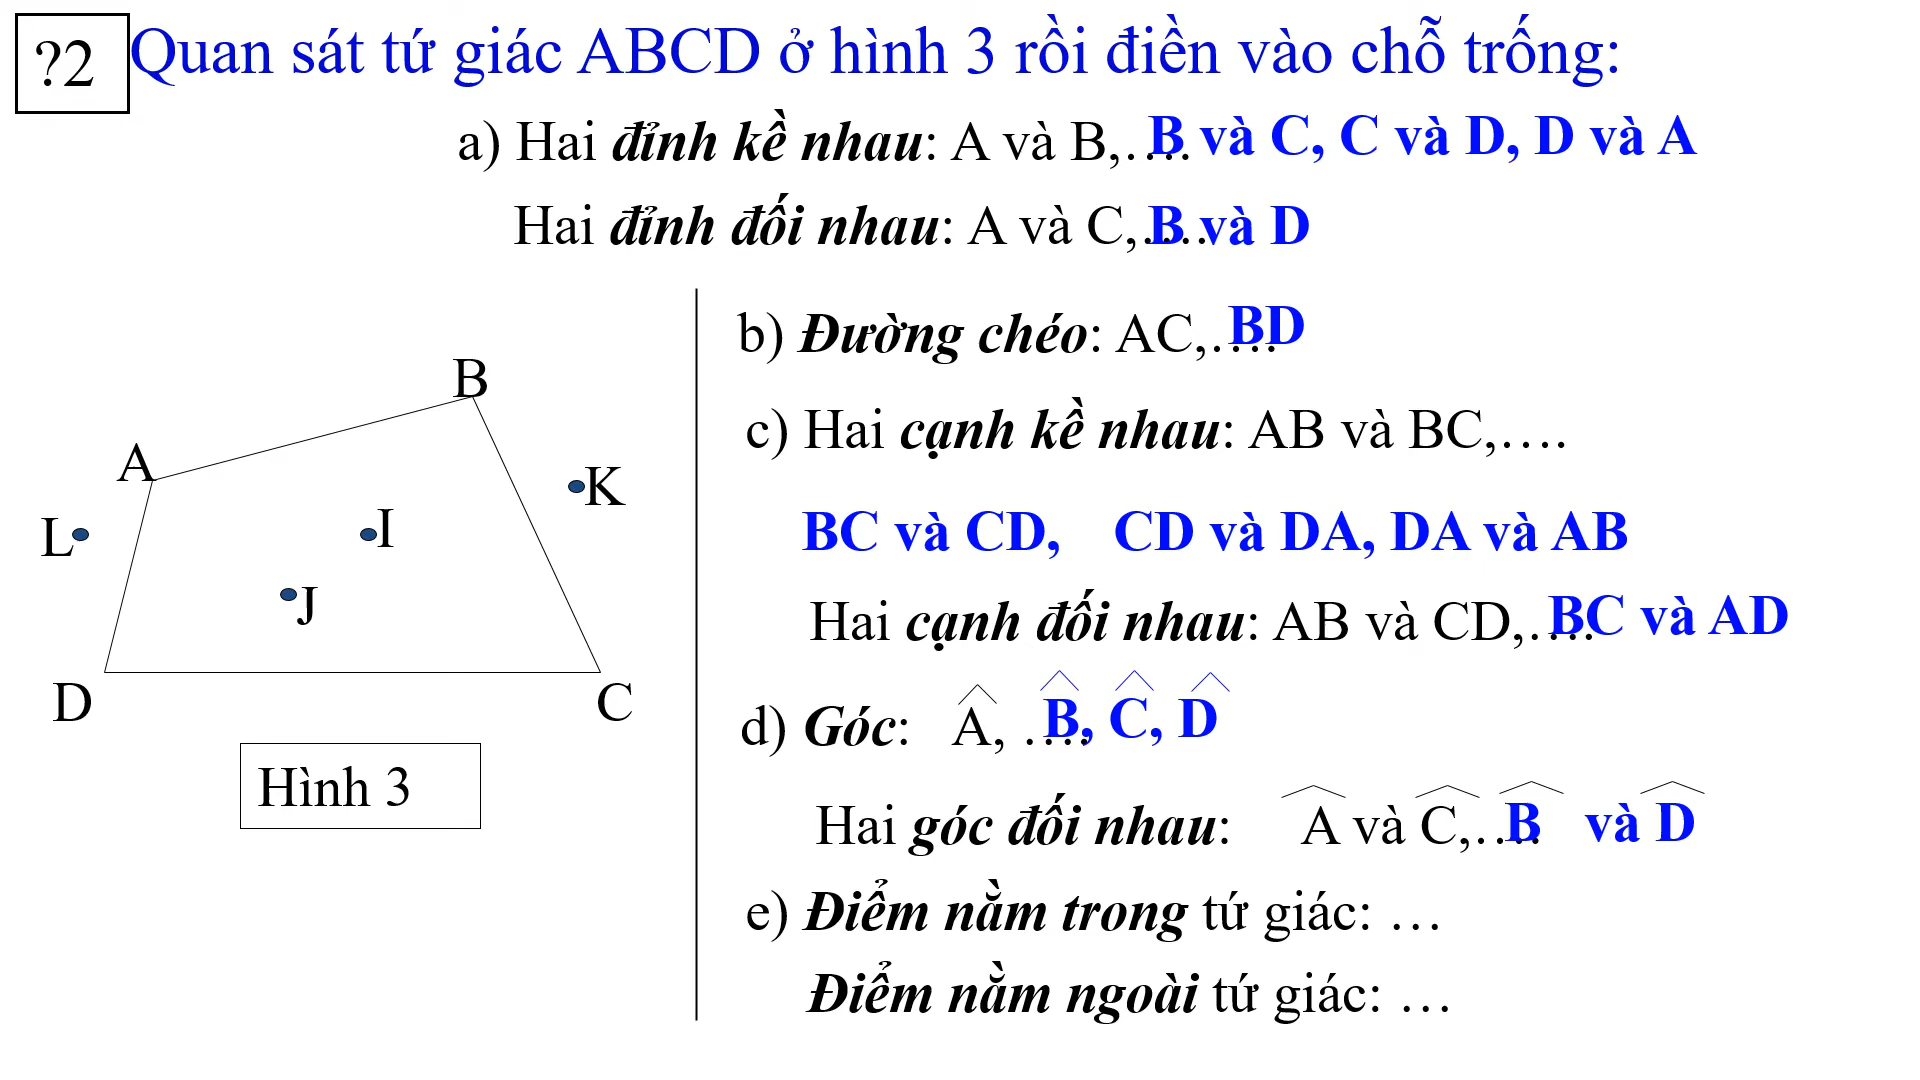 ?2 Quan sát tứ giác ABCD ở hình 3 rồi điền vào chỗ trống:
a) Hai đỉnh kề nhau: A và B,…. B và C, C và D, D và A
Hai đỉnh đối nhau: A và C,…. B và D
b) Đường chéo: AC,…. BD
c) Hai cạnh kề nhau: AB và BC,….
BC và CD, CD và DA, DA và AB
Hai cạnh đối nhau: AB và CD,…. BC và AD
d) Góc: A, …. B, C, D
Hai góc đối nhau: A và C,…. B và D
e) Điểm nằm trong tứ giác: …
Điểm nằm ngoài tứ giác: …
B
A
K
L
I
J
D
C
Hình 3